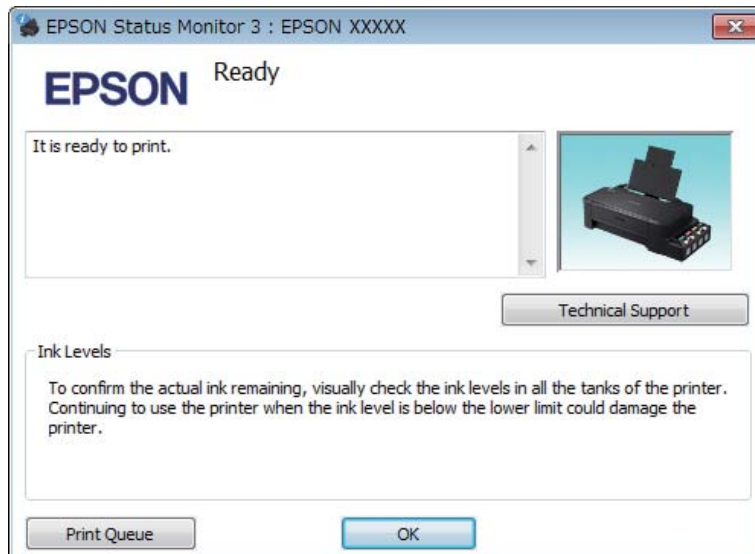 EPSON Status Monitor 3 : EPSON XXXXX
EPSON
Ready
It is ready to print.
Technical Support
Ink Levels
To confirm the actual ink remaining, visually check the ink levels in all the tanks of the printer.
Continuing to use the printer when the ink level is below the lower limit could damage the
printer.
Print Queue
OK